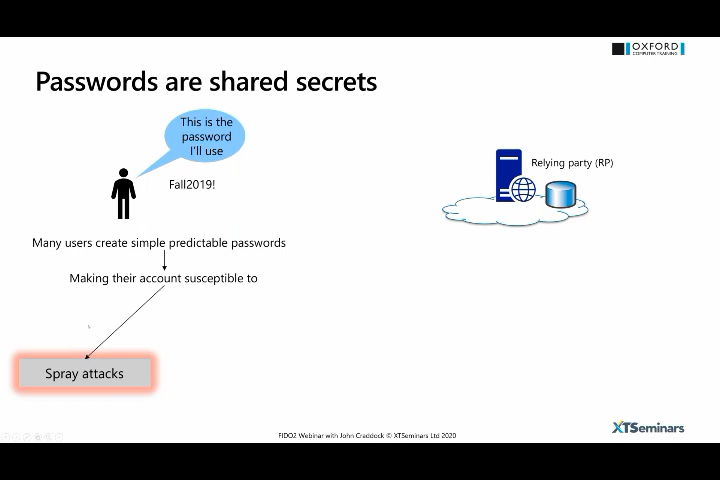 OXFORD
COMPUTER TRAINING
Passwords are shared secrets
This is the
password
I'll use
Fall2019!
Relying party (RP)
Many users create simple predictable passwords
Making their account susceptible to
Spray attacks
FIDO2 Webinar with John Craddock © XTSeminars Ltd 2020
XTSeminars